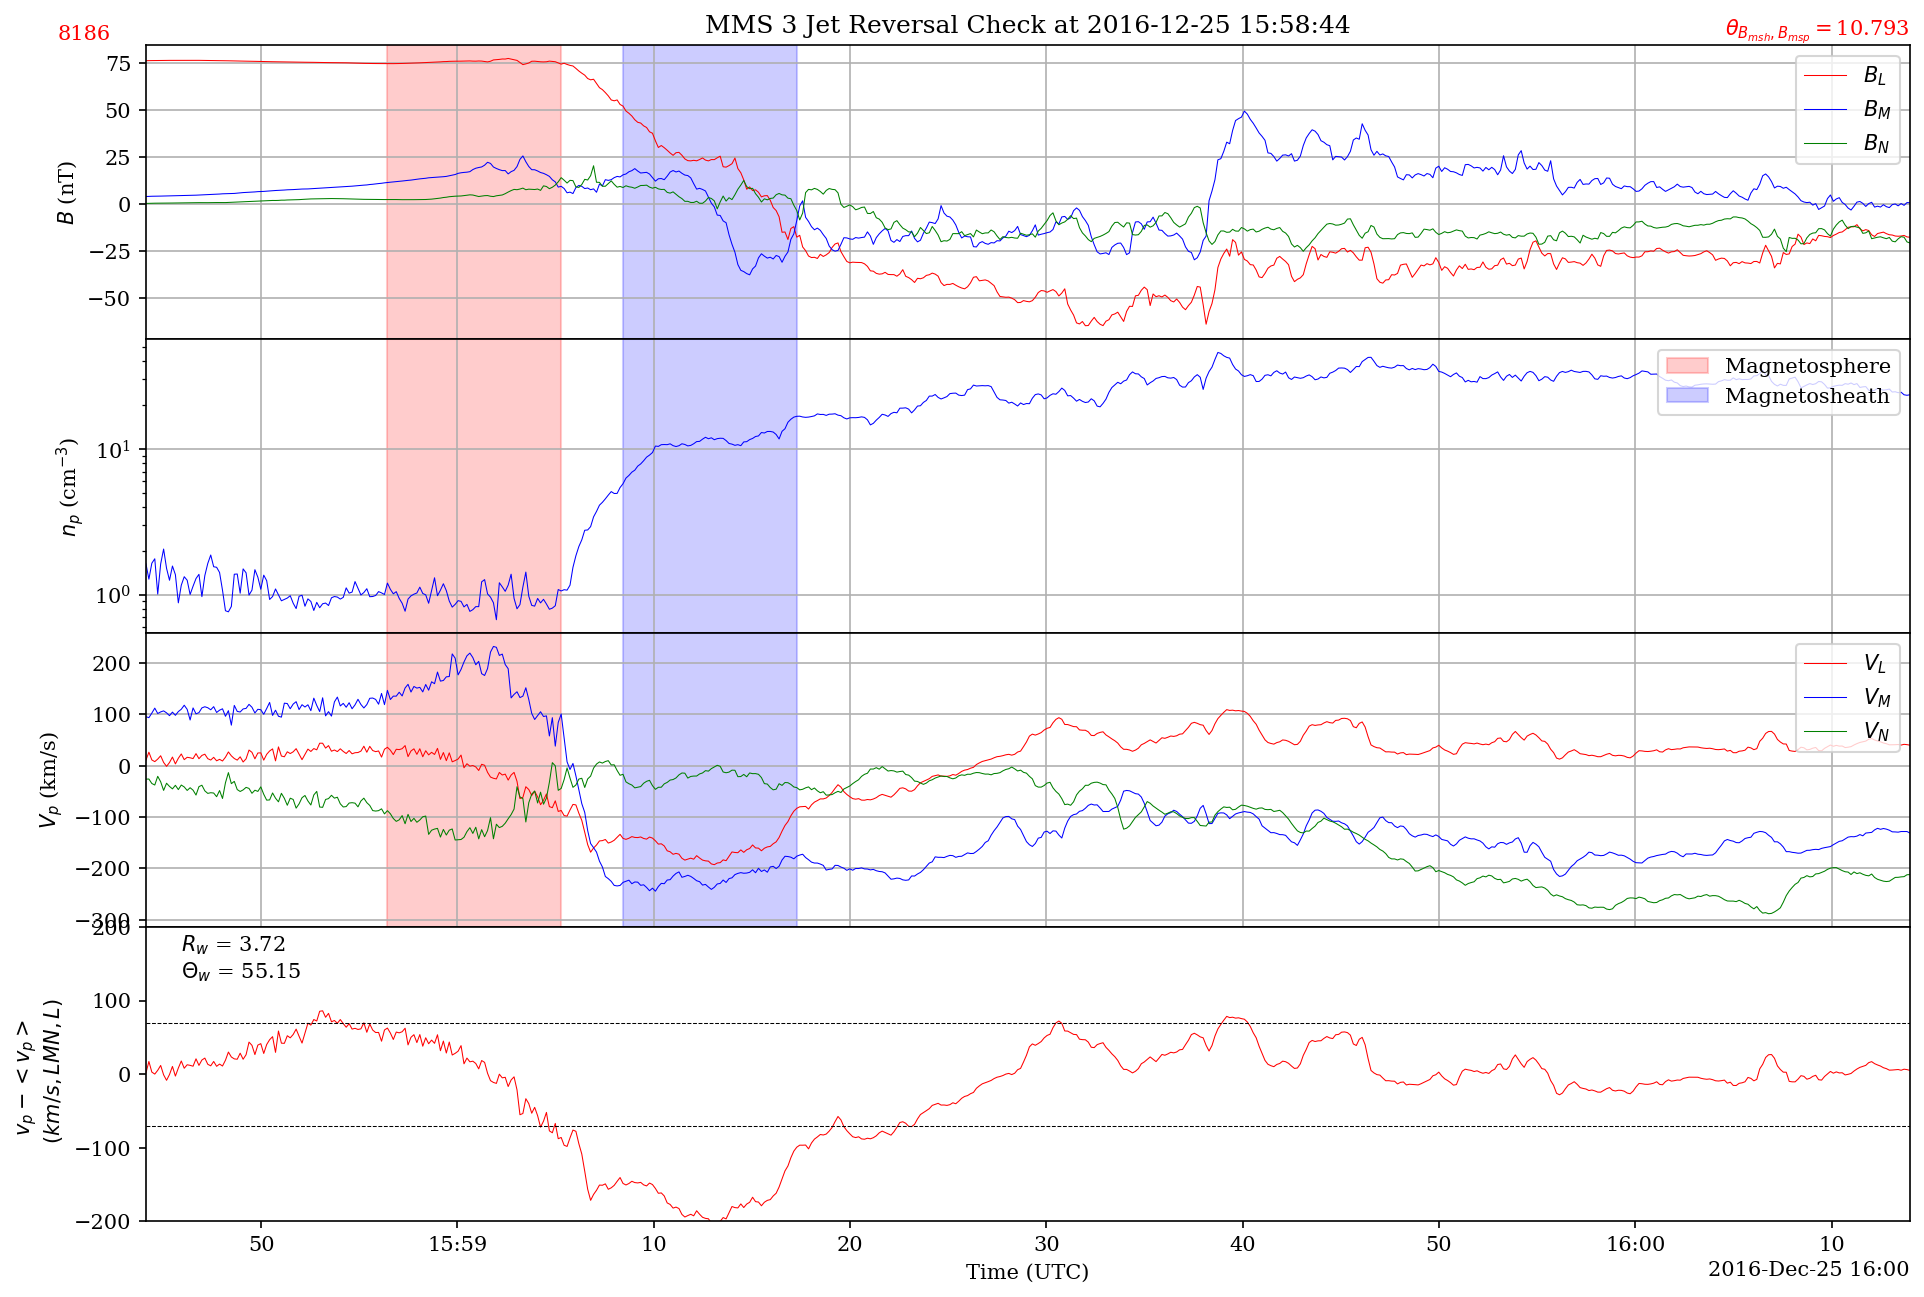 8186
MMS 3 Jet Reversal Check at 2016-12-25 15:58:44
θ_{B_{msh}, B_{msp}} = 10.793
75
50
25
0
−25
−50
B (nT)
B_L
B_M
B_N
10^1
10^0
n_p (cm^{−3})
Magnetosphere
Magnetosheath
200
100
0
−100
−200
−300
V_p (km/s)
V_L
V_M
V_N
200
100
0
−100
−200
v_p − < v_p >
(km/s, LMN, L)
R_w = 3.72
Θ_w = 55.15
50
15:59
10
20
30
40
50
16:00
10
Time (UTC)
2016-Dec-25 16:00